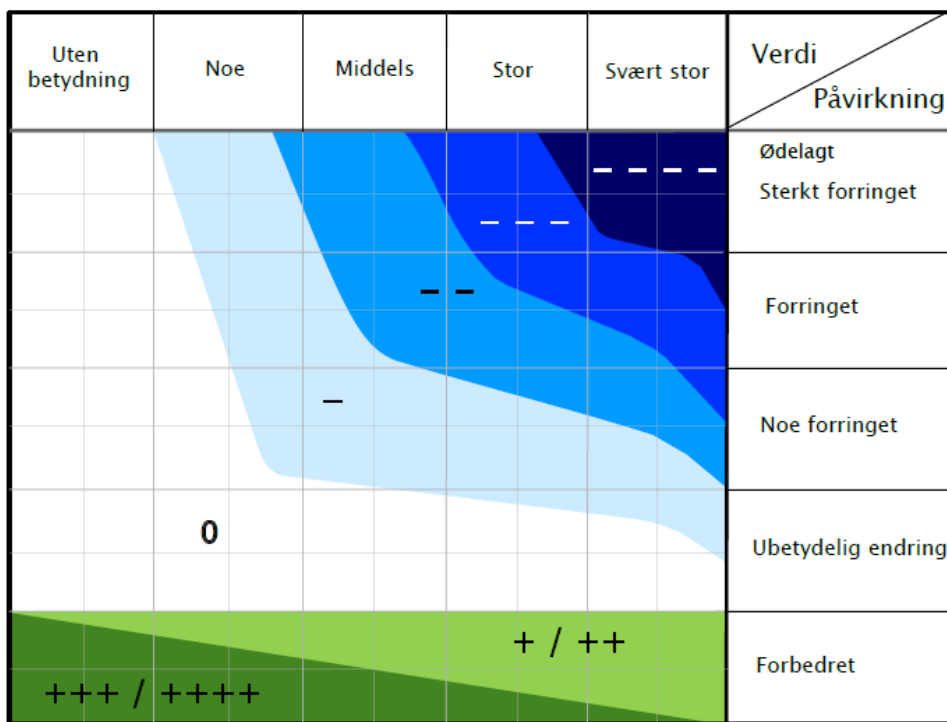 Uten
betydning
Noe
Middels
Stor
Svært stor
Verdi
Påvirkning
Ødelagt
Sterkt forringet
– – – –
– – –
Forringet
– –
Noe forringet
–
Ubetydelig endring
0
+ / ++
Forbedret
+++ / ++++